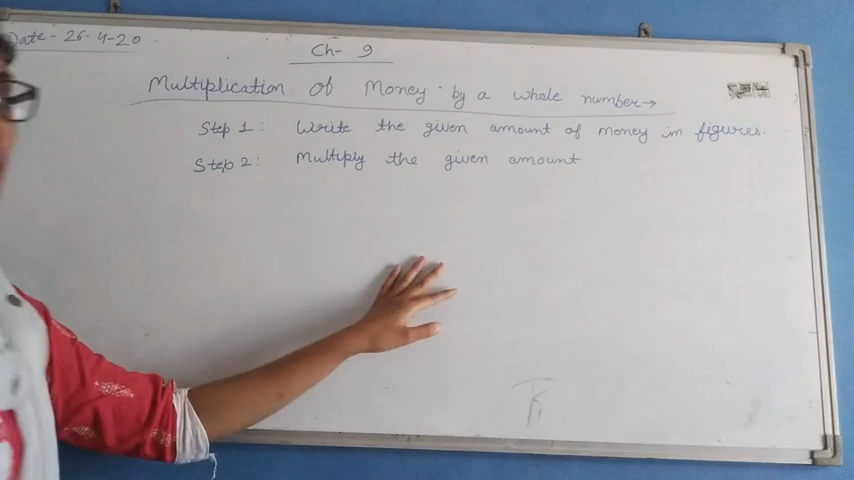 Date - 26-4-20
Ch- 9
Multiplication of Money by a whole number→
Step 1: Write the given amount of money in figures.
Step 2: Multiply the given amount